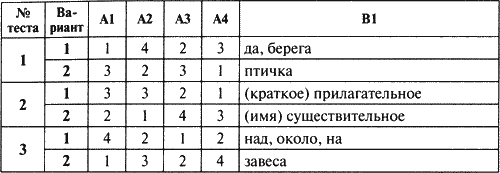 № теста Ва-риант А1 А2 А3 А4 В1
1 1 1 4 2 3 да, берега
2 3 2 3 1 птичка
2 1 3 3 2 1 (краткое) прилагательное
2 2 1 4 3 (имя) существительное
3 1 4 2 1 2 над, около, на
2 1 3 2 4 завеса